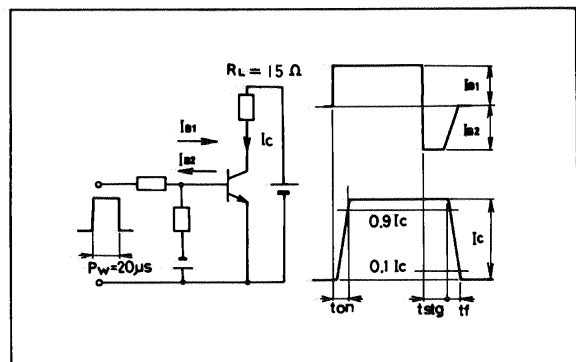 RL = 15 Ω
IB1
IB2
Ic
PW=20μs
IB1
IB2
0.9 Ic
Ic
0.1 Ic
ton
tstg
tf